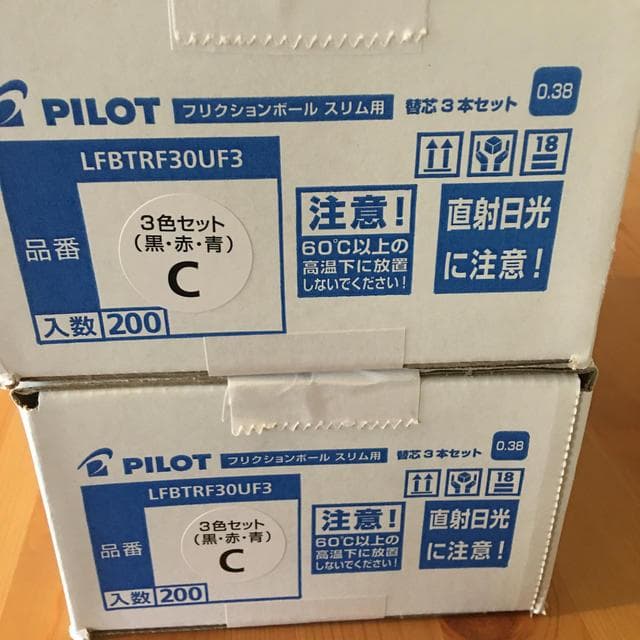 PILOT フリクションボール スリム用 替芯3本セット 0.38
LFBTRF30UF3
18
品番
3色セット
(黒・赤・青)
C
注意!
60℃以上の
高温下に放置
しないでください!
直射日光
に注意!
入数 200
PILOT フリクションボール スリム用 替芯3本セット 0.38
LFBTRF30UF3
18
品番
3色セット
(黒・赤・青)
C
注意!
60℃以上の
高温下に放置
しないでください!
直射日光
に注意!
入数 200